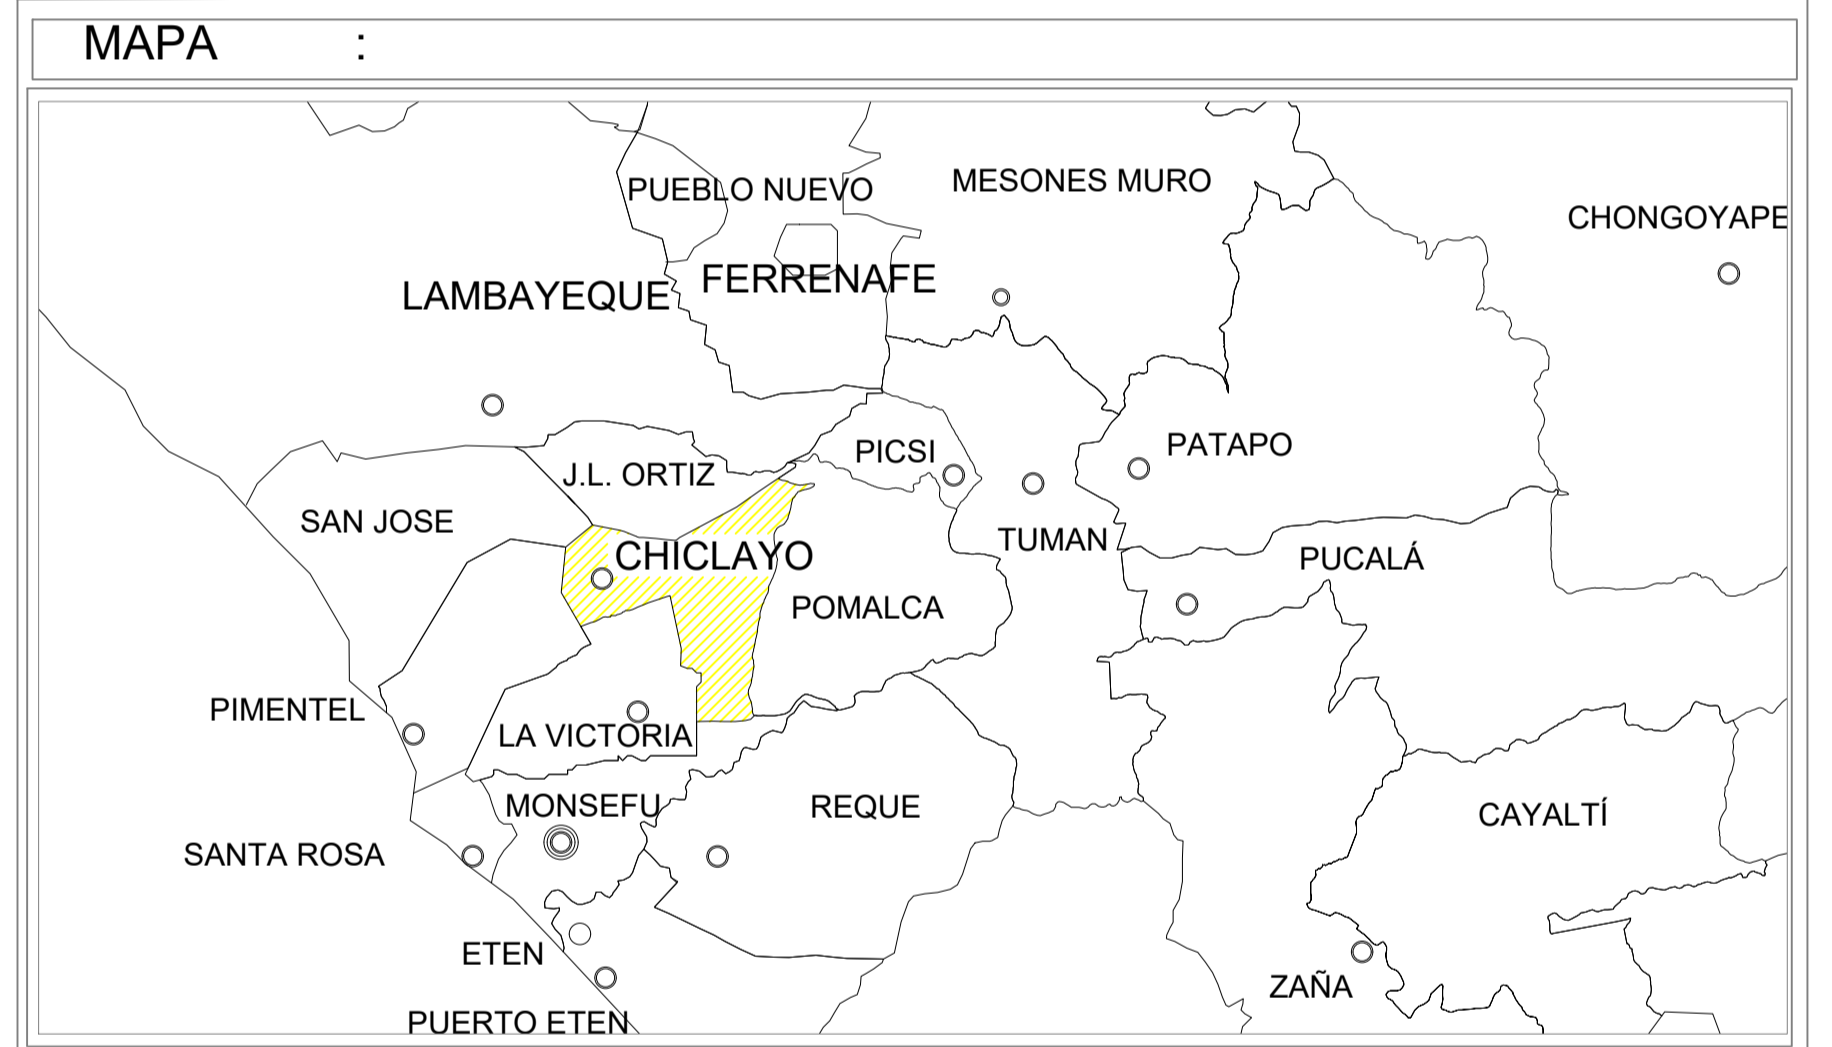 MAPA :
PUEBLO NUEVO
MESONES MURO
CHONGOYAPE
LAMBAYEQUE
FERRENAFE
PICSI
PATAPO
J.L. ORTIZ
SAN JOSE
TUMAN
CHICLAYO
PUCALÁ
POMALCA
PIMENTEL
LA VICTORIA
MONSEFU
REQUE
CAYALTÍ
SANTA ROSA
ETEN
ZAÑA
PUERTO ETEN